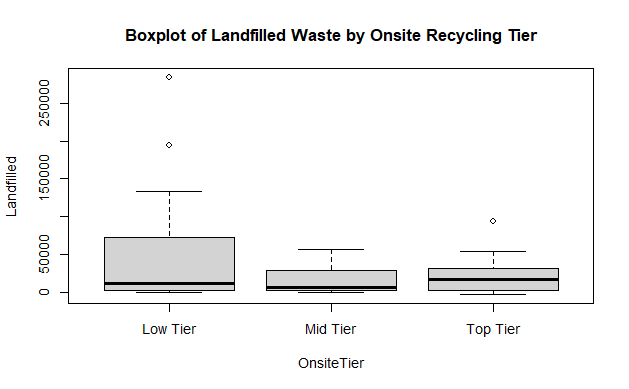 Boxplot of Landfilled Waste by Onsite Recycling Tier
Landfilled
250000
150000
50000
0
Low Tier
Mid Tier
Top Tier
OnsiteTier